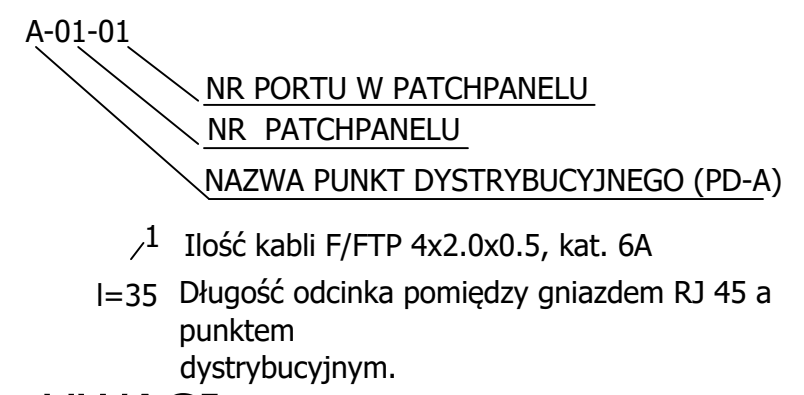 A-01-01
NR PORTU W PATCHPANELU
NR PATCHPANELU
NAZWA PUNKT DYSTRYBUCYJNEGO (PD-A)
1 Ilość kabli F/FTP 4x2.0x0.5, kat. 6A
l=35 Długość odcinka pomiędzy gniazdem RJ 45 a
punktem
dystrybucyjnym.